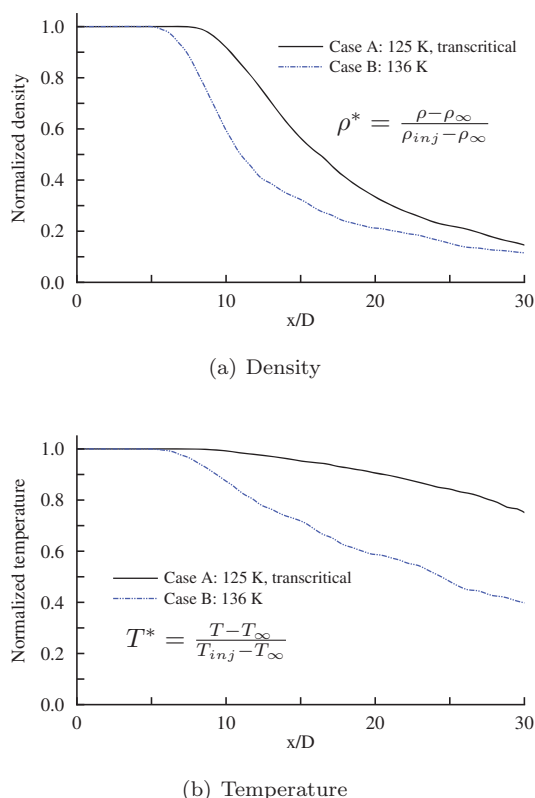 1.0
0.8
0.6
0.4
0.2
0.0
Normalized density
Case A: 125 K, transcritical
Case B: 136 K
ρ* = (ρ−ρ∞)/(ρinj−ρ∞)
0 10 20 30
x/D
(a) Density
1.0
0.8
0.6
0.4
0.2
0.0
Normalized temperature
Case A: 125 K, transcritical
Case B: 136 K
T* = (T−T∞)/(Tinj−T∞)
0 10 20 30
x/D
(b) Temperature